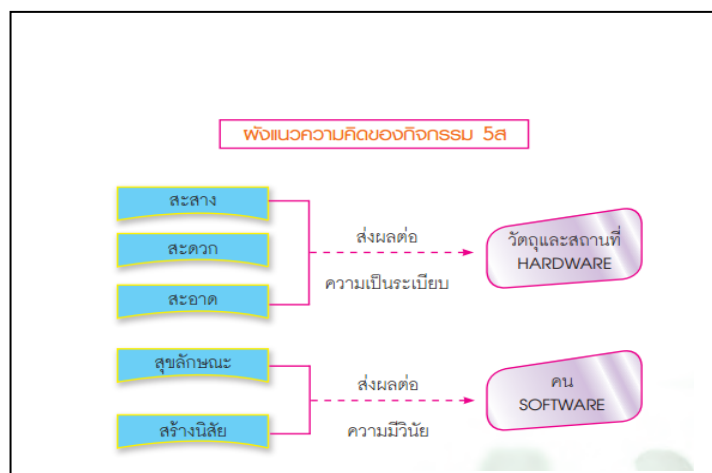 ผังแนวความคิดของกิจกรรม 5ส
สะสาง
สะดวก
สะอาด
ส่งผลต่อ
ความเป็นระเบียบ
วัตถุและสถานที่
HARDWARE
สุขลักษณะ
สร้างนิสัย
ส่งผลต่อ
ความมีวินัย
คน
SOFTWARE